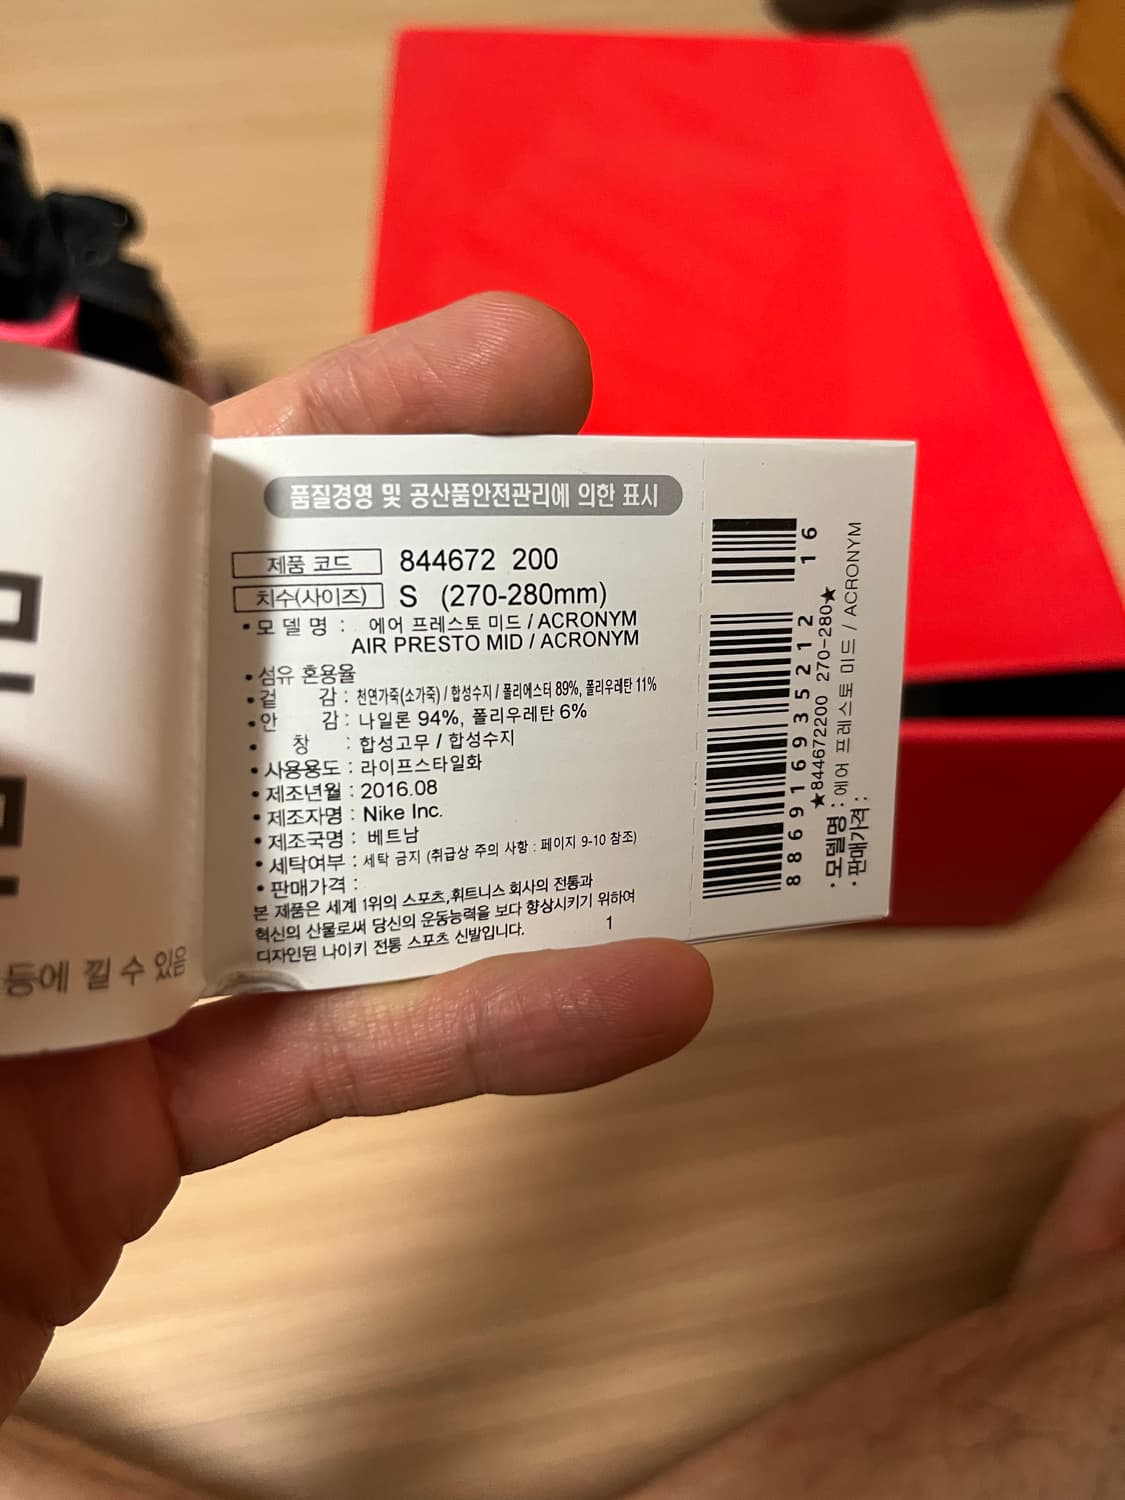 품질경영 및 공산품안전관리에 의한 표시
제품 코드 844672 200
치수(사이즈) S (270-280mm)
• 모 델 명 : 에어 프레스토 미드 / ACRONYM
AIR PRESTO MID / ACRONYM
• 섬유 혼용율
• 겉 감 : 천연가죽(소가죽) / 합성수지 / 폴리에스터 89%, 폴리우레탄 11%
• 안 감 : 나일론 94%, 폴리우레탄 6%
• 창 : 합성고무 / 합성수지
• 사용용도 : 라이프스타일화
• 제조년월 : 2016.08
• 제조자명 : Nike Inc.
• 제조국명 : 베트남
• 세탁여부 : 세탁 금지 (취급상 주의 사항 : 페이지 9-10 참조)
• 판매가격 :
본 제품은 세계 1위의 스포츠,휘트니스 회사의 전통과
혁신의 산물로써 당신의 운동능력을 보다 향상시키기 위하여
디자인된 나이키 전통 스포츠 신발입니다.
1
886916935212 16
★844672200 270-280★
· 모델명 : 에어 프레스토 미드 / ACRONYM
· 판매가격 :
등에 낄 수 있음